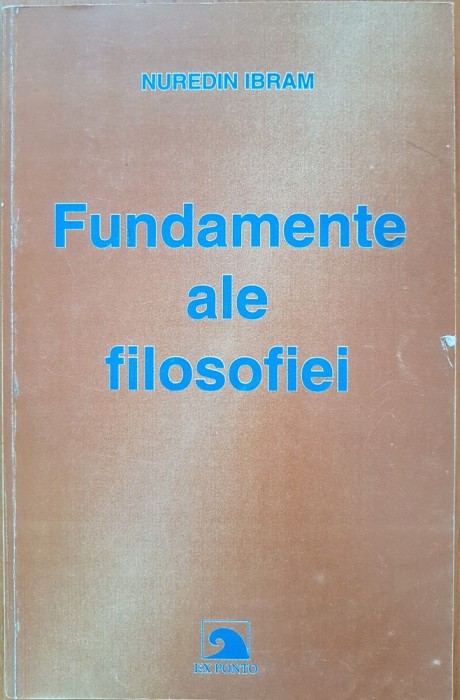 NUREDIN IBRAM
Fundamente
ale
filosofiei
EX PONTO